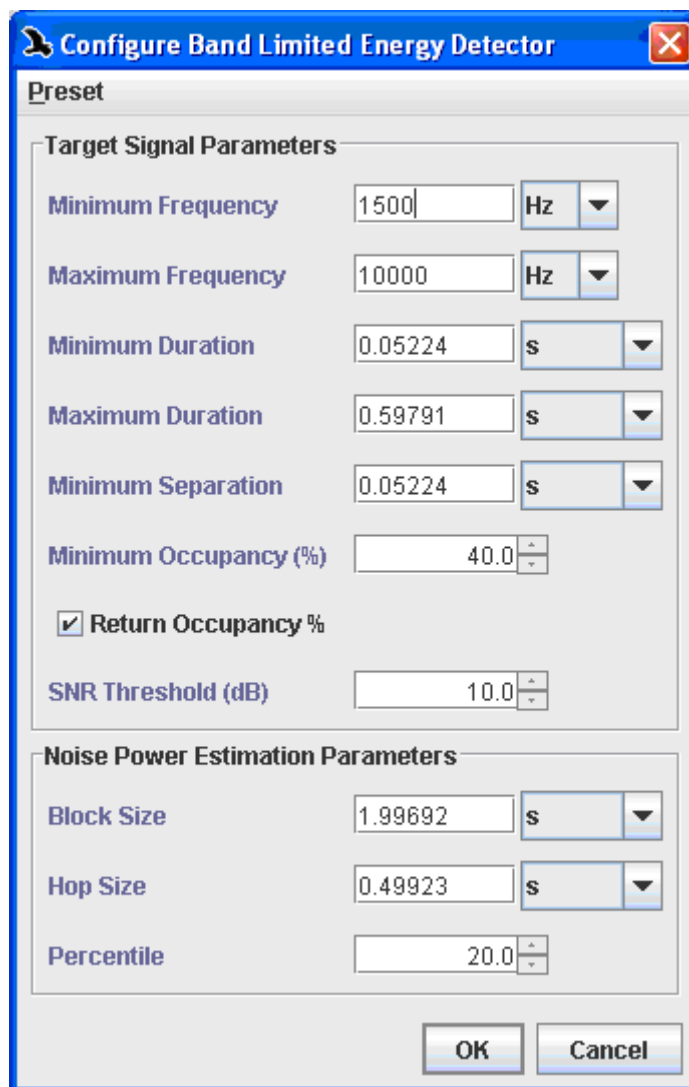 Configure Band Limited Energy Detector
Preset
Target Signal Parameters
Minimum Frequency 1500 Hz
Maximum Frequency 10000 Hz
Minimum Duration 0.05224 s
Maximum Duration 0.59791 s
Minimum Separation 0.05224 s
Minimum Occupancy (%) 40.0
Return Occupancy %
SNR Threshold (dB) 10.0
Noise Power Estimation Parameters
Block Size 1.99692 s
Hop Size 0.49923 s
Percentile 20.0
OK Cancel